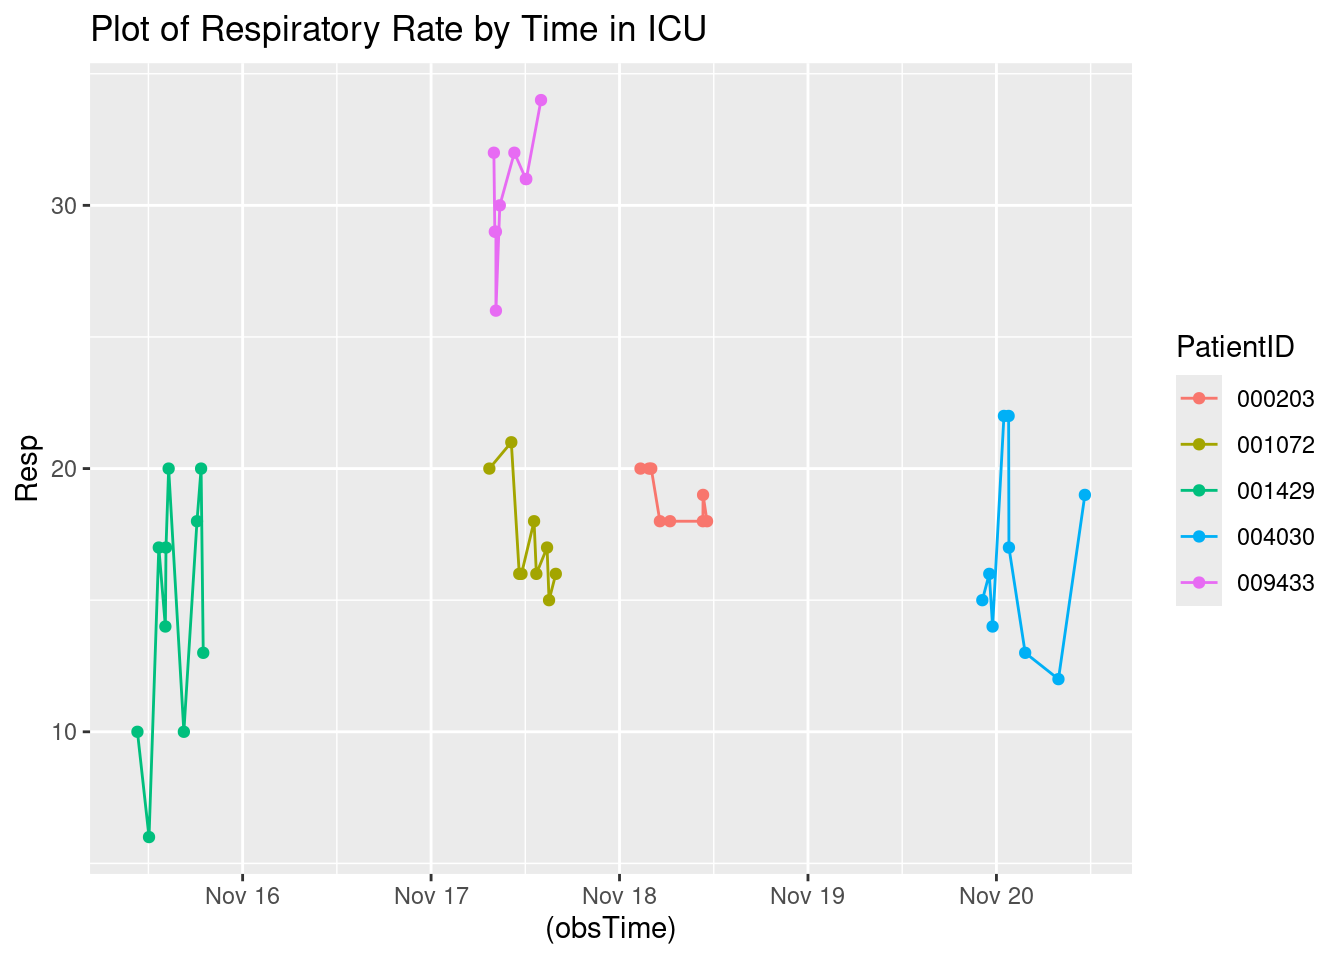 Plot of Respiratory Rate by Time in ICU
30
20
10
Resp
Nov 16
Nov 17
Nov 18
Nov 19
Nov 20
(obsTime)
PatientID
000203
001072
001429
004030
009433